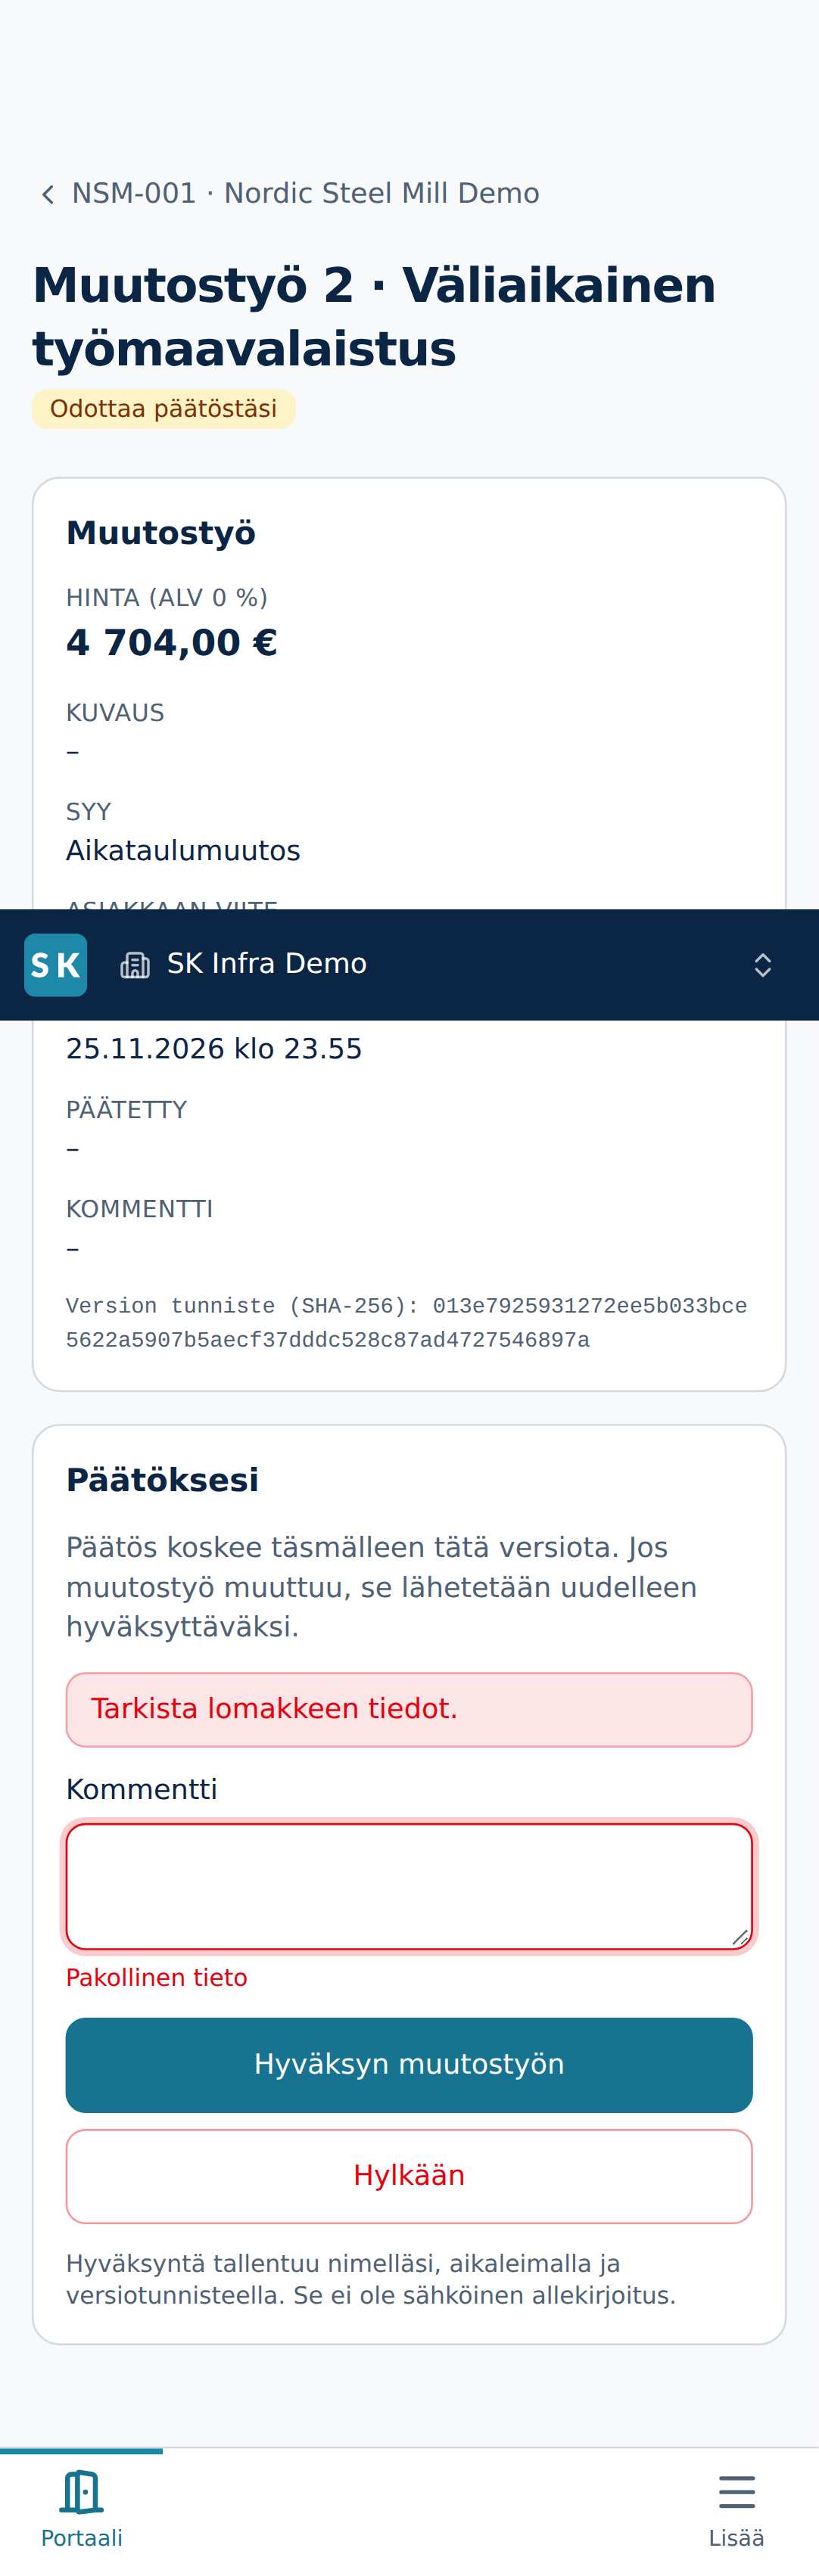 NSM-001 · Nordic Steel Mill Demo
Muutostyö 2 · Väliaikainen
työmaavalaistus
Odottaa päätöstäsi
Muutostyö
HINTA (ALV 0 %)
4 704,00 €
KUVAUS
–
SYY
Aikataulumuutos
ASIAKKAAN VIITE
SK SK Infra Demo
25.11.2026 klo 23.55
PÄÄTETTY
–
KOMMENTTI
–
Version tunniste (SHA-256): 013e7925931272ee5b033bce
5622a5907b5aecf37dddc528c87ad4727546897a
Päätöksesi
Päätös koskee täsmälleen tätä versiota. Jos
muutostyö muuttuu, se lähetetään uudelleen
hyväksyttäväksi.
Tarkista lomakkeen tiedot.
Kommentti
Pakollinen tieto
Hyväksyn muutostyön
Hylkään
Hyväksyntä tallentuu nimelläsi, aikaleimalla ja
versiotunnisteella. Se ei ole sähköinen allekirjoitus.
Portaali
Lisää